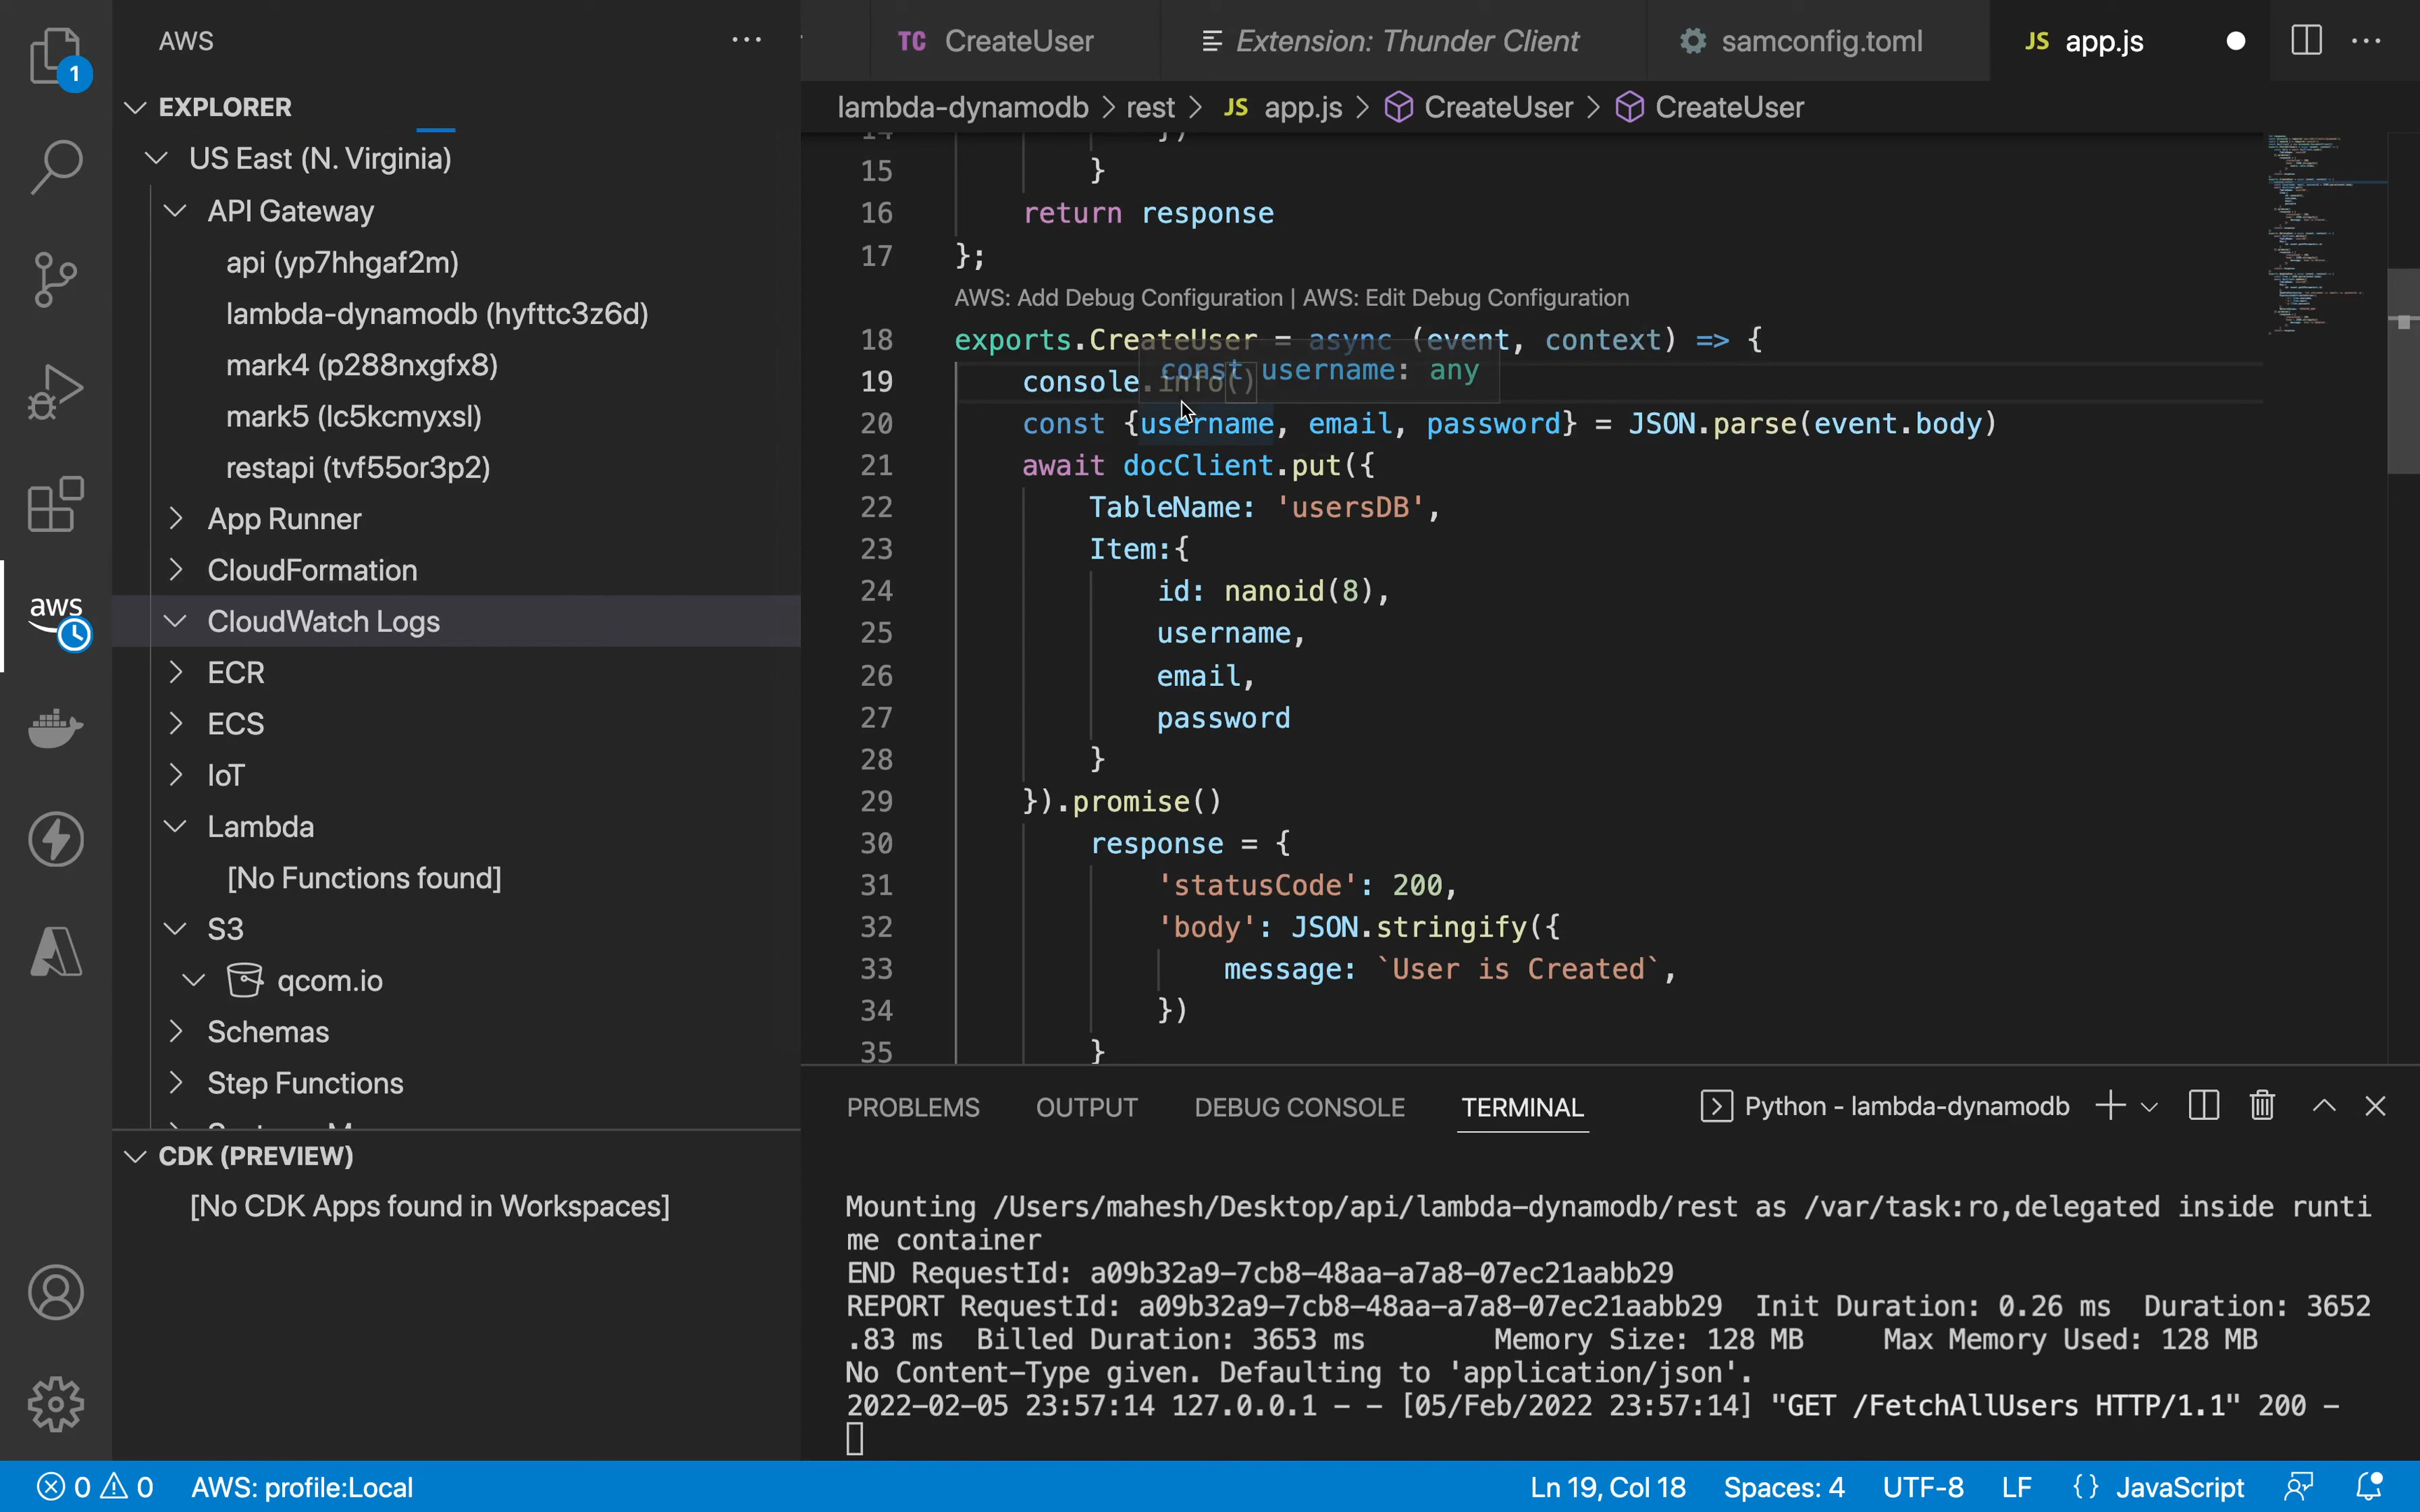 AWS
EXPLORER
US East (N. Virginia)
API Gateway
api (yp7hhgaf2m)
lambda-dynamodb (hyfttc3z6d)
mark4 (p288nxgfx8)
mark5 (lc5kcmyxsl)
restapi (tvf55or3p2)
App Runner
CloudFormation
CloudWatch Logs
ECR
ECS
IoT
Lambda
[No Functions found]
S3
qcom.io
Schemas
Step Functions
CDK (PREVIEW)
[No CDK Apps found in Workspaces]
1
aws
TC CreateUser
Extension: Thunder Client
samconfig.toml
JS app.js
lambda-dynamodb > rest > JS app.js > CreateUser > CreateUser
14 })
15 }
16 return response
17 };
AWS: Add Debug Configuration | AWS: Edit Debug Configuration
18 exports.CreateUser = async (event, context) => {
const username: any
19 console.info()
20 const {username, email, password} = JSON.parse(event.body)
21 await docClient.put({
22 TableName: 'usersDB',
23 Item:{
24 id: nanoid(8),
25 username,
26 email,
27 password
28 }
29 }).promise()
30 response = {
31 'statusCode': 200,
32 'body': JSON.stringify({
33 message: `User is Created`,
34 })
35 }
PROBLEMS OUTPUT DEBUG CONSOLE TERMINAL Python - lambda-dynamodb
Mounting /Users/mahesh/Desktop/api/lambda-dynamodb/rest as /var/task:ro,delegated inside runti
me container
END RequestId: a09b32a9-7cb8-48aa-a7a8-07ec21aabb29
REPORT RequestId: a09b32a9-7cb8-48aa-a7a8-07ec21aabb29 Init Duration: 0.26 ms Duration: 3652
.83 ms Billed Duration: 3653 ms Memory Size: 128 MB Max Memory Used: 128 MB
No Content-Type given. Defaulting to 'application/json'.
2022-02-05 23:57:14 127.0.0.1 - - [05/Feb/2022 23:57:14] "GET /FetchAllUsers HTTP/1.1" 200 -
0 0 AWS: profile:Local Ln 19, Col 18 Spaces: 4 UTF-8 LF {} JavaScript